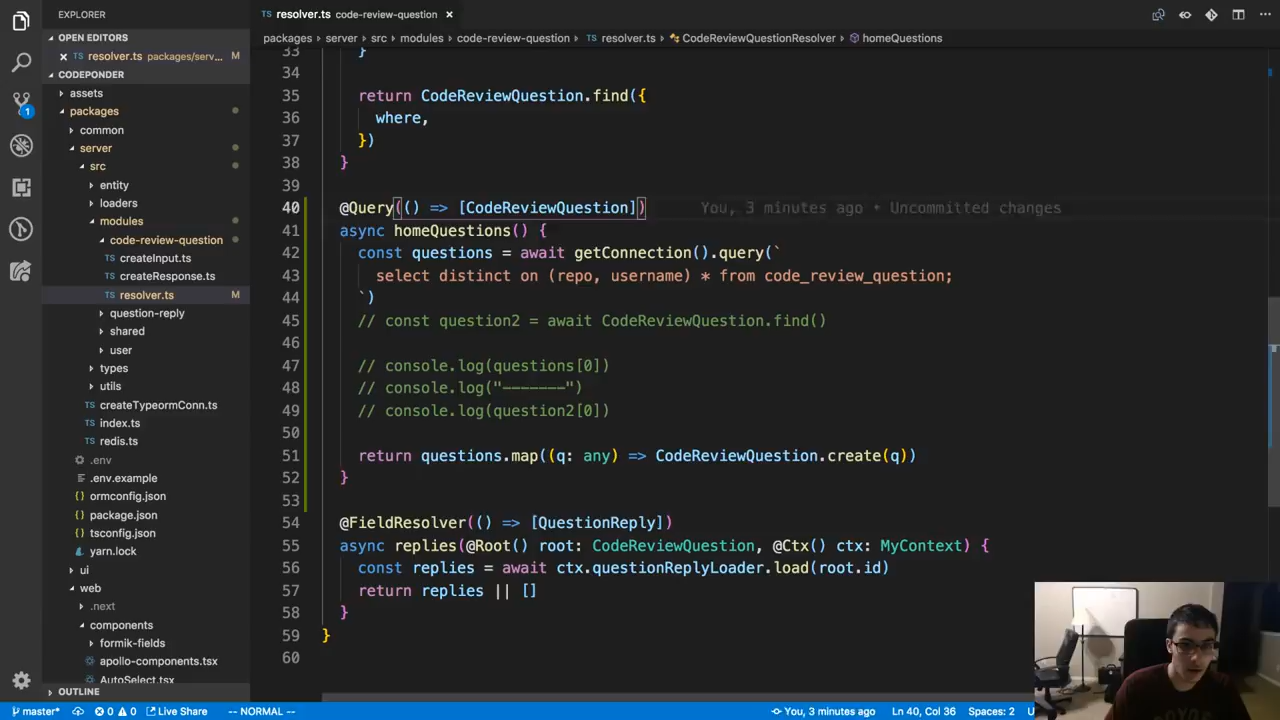 EXPLORER
resolver.ts code-review-question ×
OPEN EDITORS
× TS resolver.ts packages/serv... M
packages › server › src › modules › code-review-question › TS resolver.ts › CodeReviewQuestionResolver › homeQuestions
CODEPONDER
assets
packages
common
server
src
entity
loaders
modules
code-review-question
TS createInput.ts
TS createResponse.ts
TS resolver.ts M
question-reply
shared
user
types
utils
TS createTypeormConn.ts
TS index.ts
TS redis.ts
.env
.env.example
{} ormconfig.json
{} package.json
tsconfig.json
yarn.lock
ui
web
.next
components
formik-fields
apollo-components.tsx
AutoSelect.tsx
OUTLINE
33 }
34
35 return CodeReviewQuestion.find({
36 where,
37 })
38 }
39
40 @Query(() => [CodeReviewQuestion]) You, 3 minutes ago • Uncommitted changes
41 async homeQuestions() {
42 const questions = await getConnection().query(`
43 select distinct on (repo, username) * from code_review_question;
44 `)
45 // const question2 = await CodeReviewQuestion.find()
46
47 // console.log(questions[0])
48 // console.log("-------")
49 // console.log(question2[0])
50
51 return questions.map((q: any) => CodeReviewQuestion.create(q))
52 }
53
54 @FieldResolver(() => [QuestionReply])
55 async replies(@Root() root: CodeReviewQuestion, @Ctx() ctx: MyContext) {
56 const replies = await ctx.questionReplyLoader.load(root.id)
57 return replies || []
58 }
59 }
60
1
master* 0 0 Live Share -- NORMAL -- You, 3 minutes ago Ln 40, Col 36 Spaces: 2